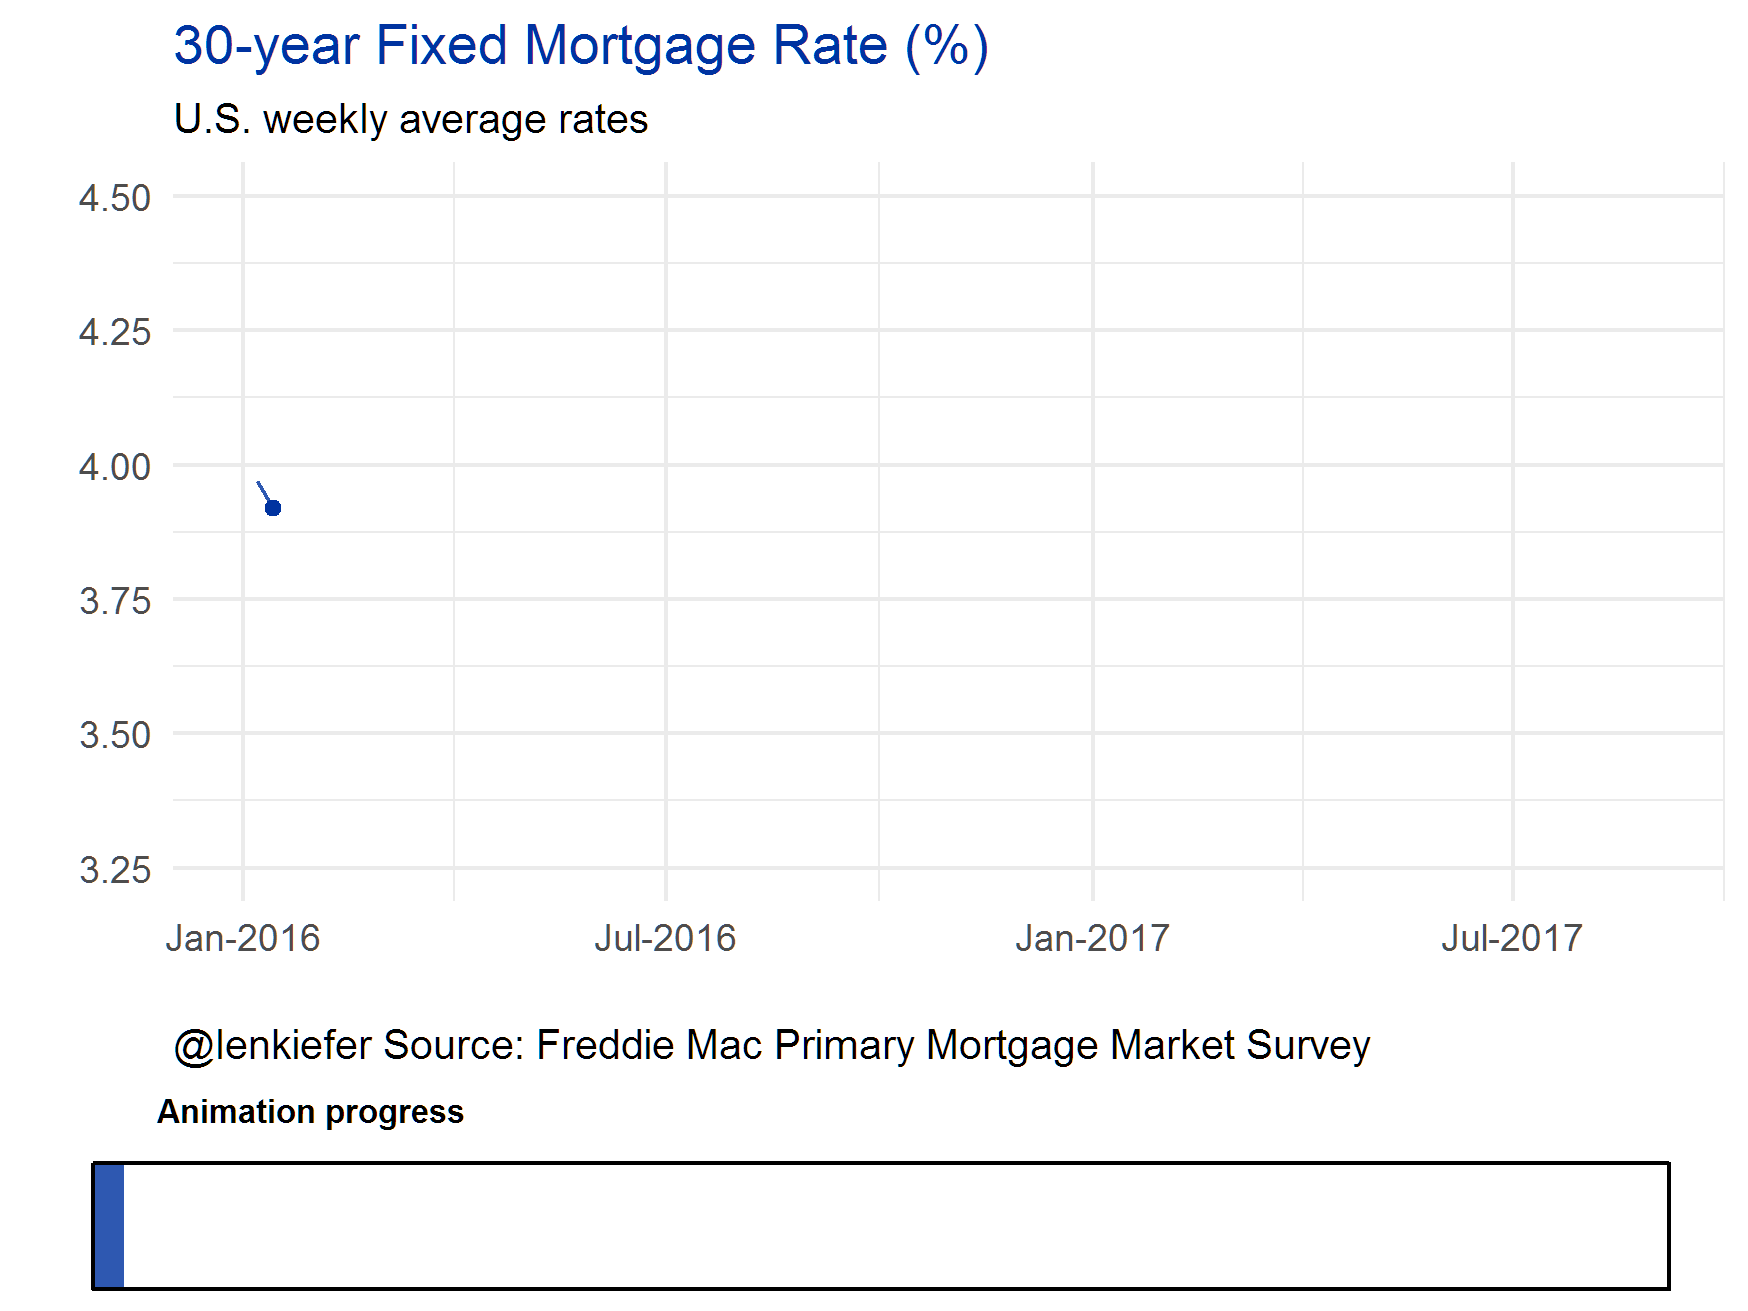 30-year Fixed Mortgage Rate (%)
U.S. weekly average rates
4.50
4.25
4.00
3.75
3.50
3.25
Jan-2016 Jul-2016 Jan-2017 Jul-2017
@lenkiefer Source: Freddie Mac Primary Mortgage Market Survey
Animation progress